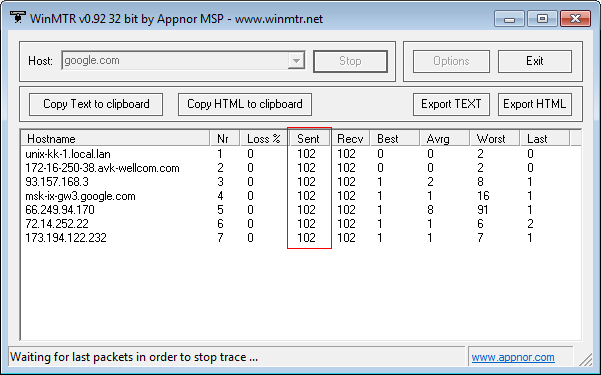 WinMTR v0.92 32 bit by Appnor MSP - www.winmtr.net
Host: google.com Stop Options Exit
Copy Text to clipboard Copy HTML to clipboard Export TEXT Export HTML
Hostname Nr Loss % Sent Recv Best Avrg Worst Last
unix-kk-1.local.lan 1 0 102 102 0 0 2 0
172-16-250-38.avk-wellcom.com 2 0 102 102 0 0 2 0
93.157.168.3 3 0 102 102 1 2 8 1
msk-ix-gw3.google.com 4 0 102 102 1 1 16 1
66.249.94.170 5 0 102 102 1 8 91 1
72.14.252.22 6 0 102 102 1 1 6 2
173.194.122.232 7 0 102 102 1 1 7 1
Waiting for last packets in order to stop trace ... www.appnor.com